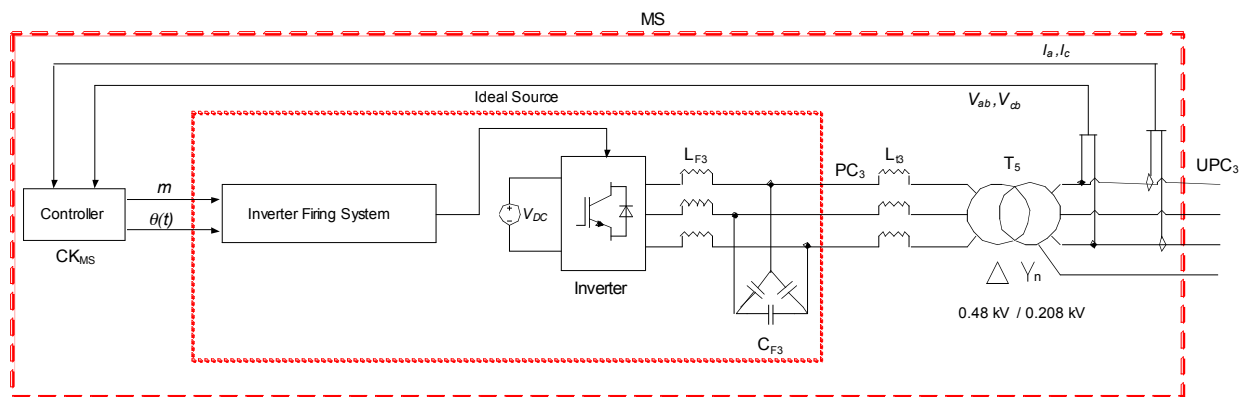 MS
Ia ,Ic
Ideal Source
Vab ,Vcb
LF3
PC3
Lt3
T5
UPC3
m
Controller
Inverter Firing System
VDC
θ(t)
CKMS
Inverter
Yn
0.48 kV / 0.208 kV
CF3